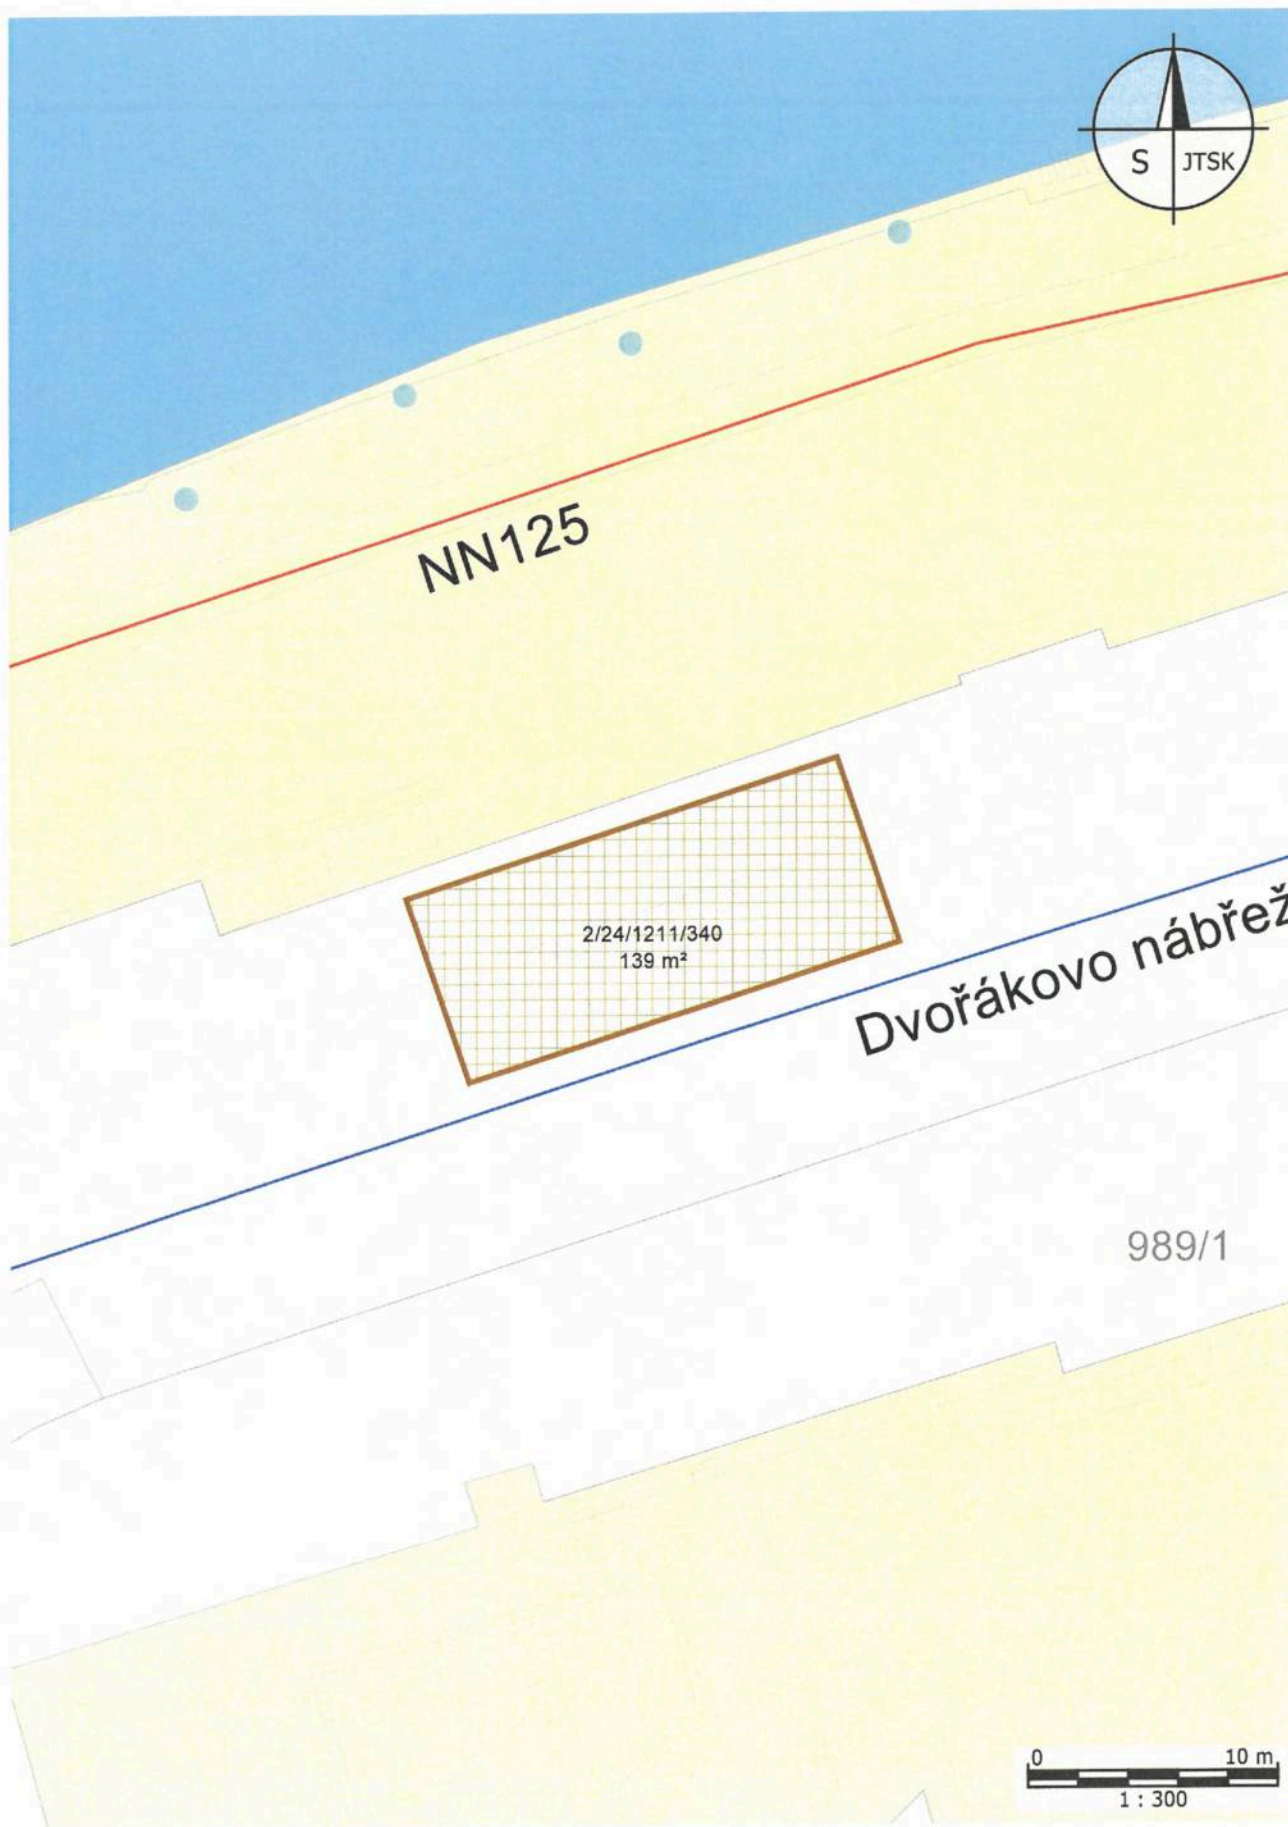 S JTSK
NN125
2/24/1211/340
139 m²
Dvořákovo nábřež
989/1
0 10 m
1 : 300